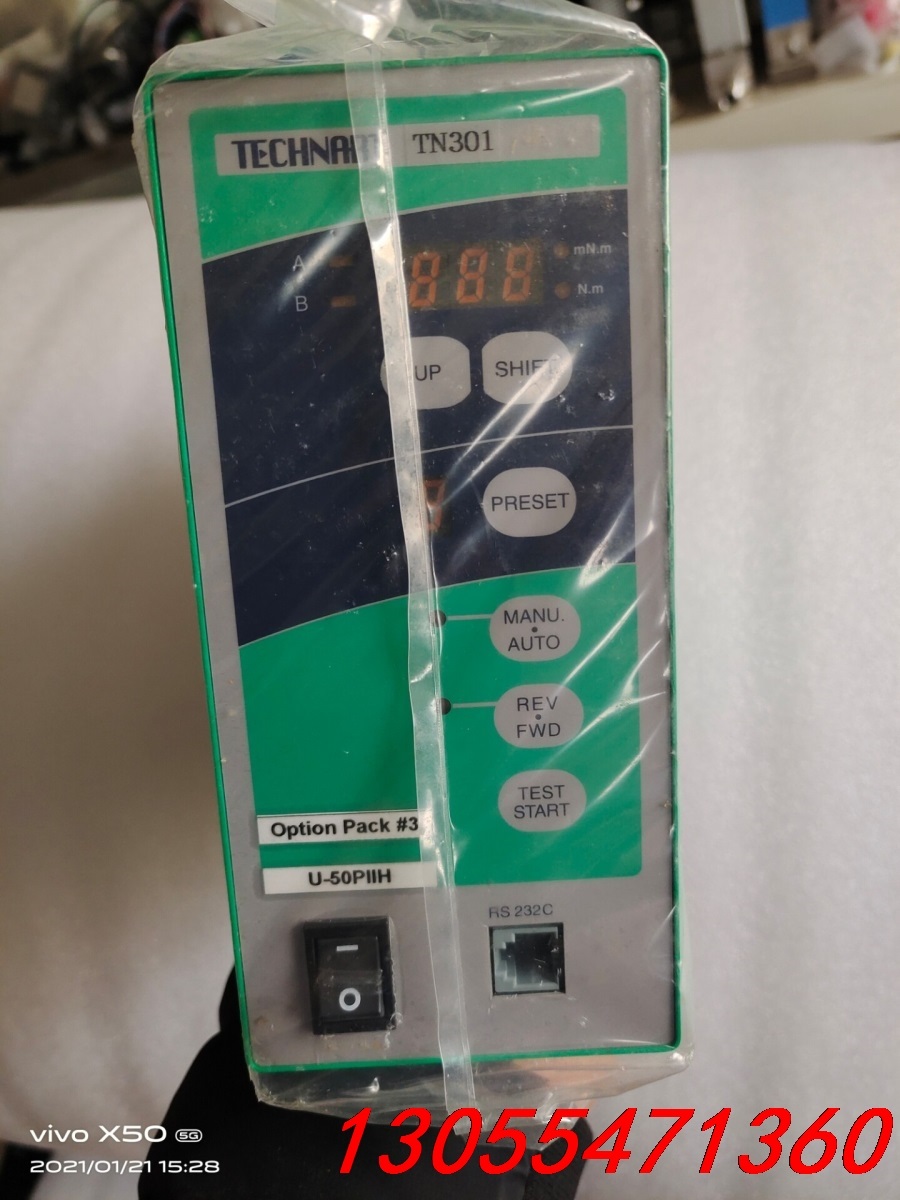 TECHNART TN301
A
888
mN.m
B
N.m
UP
SHIFT
PRESET
MANU.
AUTO
REV
FWD
TEST
START
Option Pack #3
U-50PIIH
RS 232C
vivo X50 5G
2021/01/21 15:28
13055471360